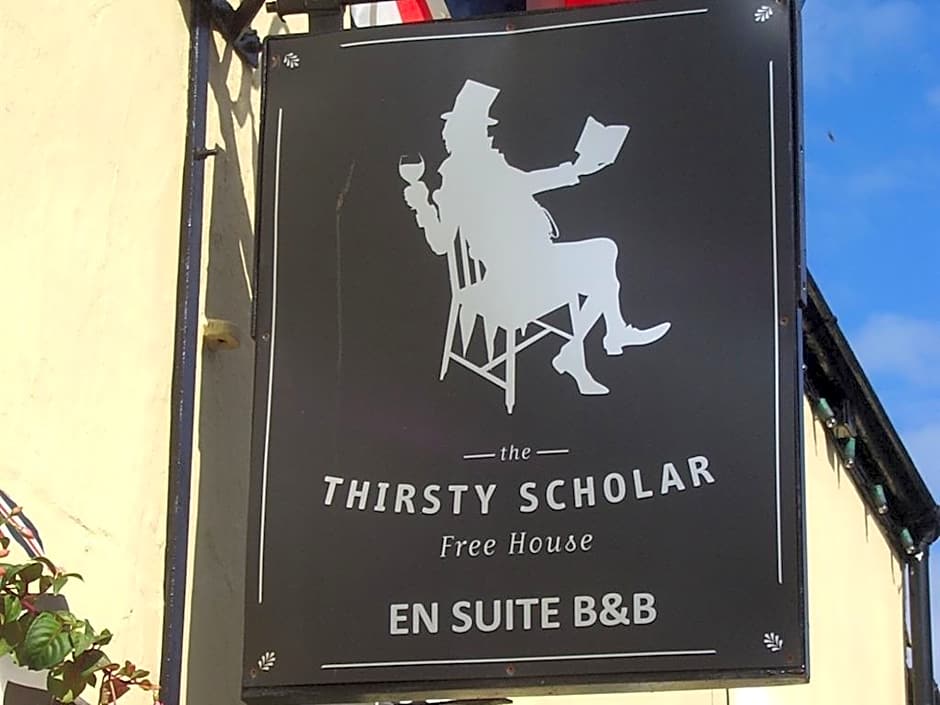 the
THIRSTY SCHOLAR
Free House
EN SUITE B&B